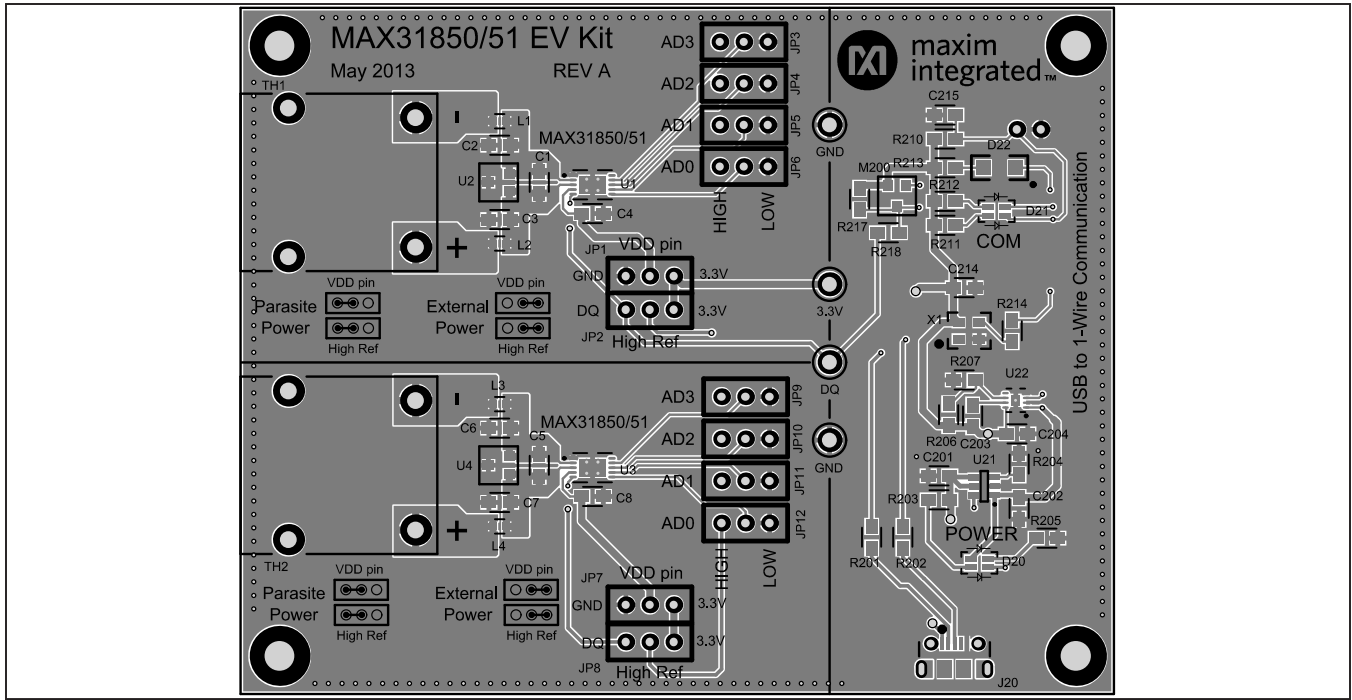 MAX31850/51 EV Kit
May 2013
REV A
TH1
L1
C2
C1
MAX31850/51
U2
U1
C3
C4
L2
AD3
JP3
AD2
JP4
AD1
JP5
AD0
JP6
HIGH
LOW
JP1
VDD pin
GND
3.3V
DQ
3.3V
JP2
High Ref
-
+
Parasite
Power
VDD pin
High Ref
External
Power
VDD pin
High Ref
GND
3.3V
DQ
GND
TH2
L3
C6
C5
MAX31850/51
U4
U3
C7
C8
L4
AD3
JP9
AD2
JP10
AD1
JP11
AD0
JP12
HIGH
LOW
JP7
VDD pin
GND
3.3V
DQ
3.3V
JP8
High Ref
-
+
Parasite
Power
VDD pin
High Ref
External
Power
VDD pin
High Ref
maxim
integrated™
C215
R210
D22
R213
M200
R212
R217
D21
R211
COM
R218
C214
X1
R214
USB to 1-Wire Communication
R207
U22
R206
C203
C204
C201
U21
R204
R203
C202
POWER
R205
R201
R202
D20
J20